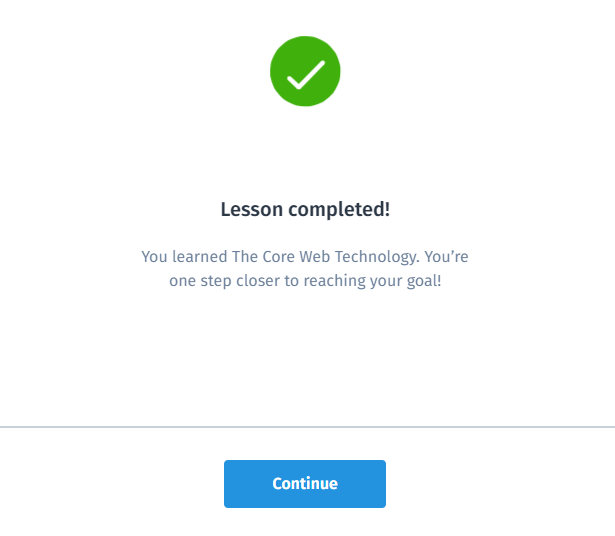 Lesson completed!
You learned The Core Web Technology. You’re
one step closer to reaching your goal!
Continue